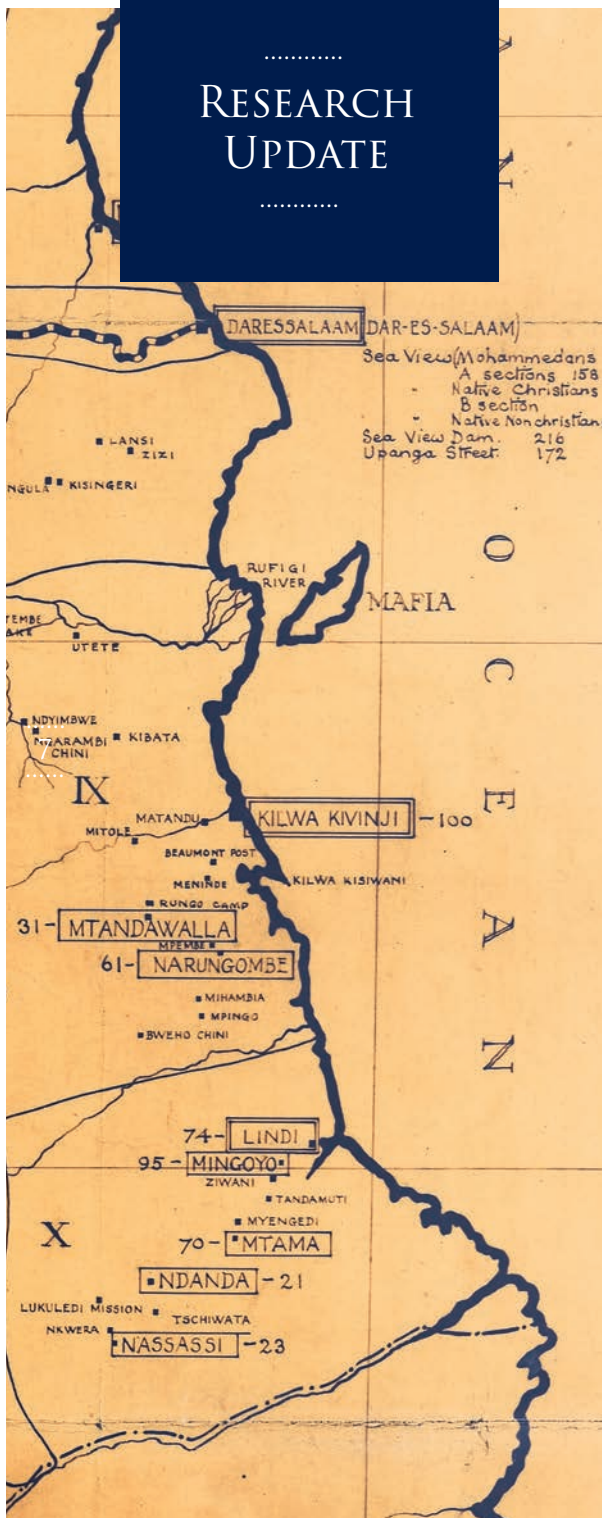 ............
RESEARCH
UPDATE
............
N
DARESSALAAM (DAR-ES-SALAAM)
Sea View (Mohammedans
A sections 158
" Native Christians
B section
" Native Nonchristian
Sea View Dam. 216
Upanga Street. 172
LANSI
ZIZI
KISINGERI
RUFIGI
RIVER
MAFIA
O
UTETE
C
NDYIMBWE
CHINI
KIBATA
7
IX
E
MATANDU
KILWA KIVINJI -100
MITOLE
BEAUMONT POST
MENINDE
KILWA KISIWANI
RUNGO CAMP
31- MTANDAWALLA
A
MPEMBE
61- NARUNGOMBE
MIHAMBIA
MPINGO
BWEHO CHINI
N
74- LINDI
95- MINGOYO
ZIWANI
TANDAMUTI
X
MYENGEDI
70- MTAMA
NDANDA -21
LUKULEDI MISSION
TSCHIWATA
NKWERA
NASSASSI -23